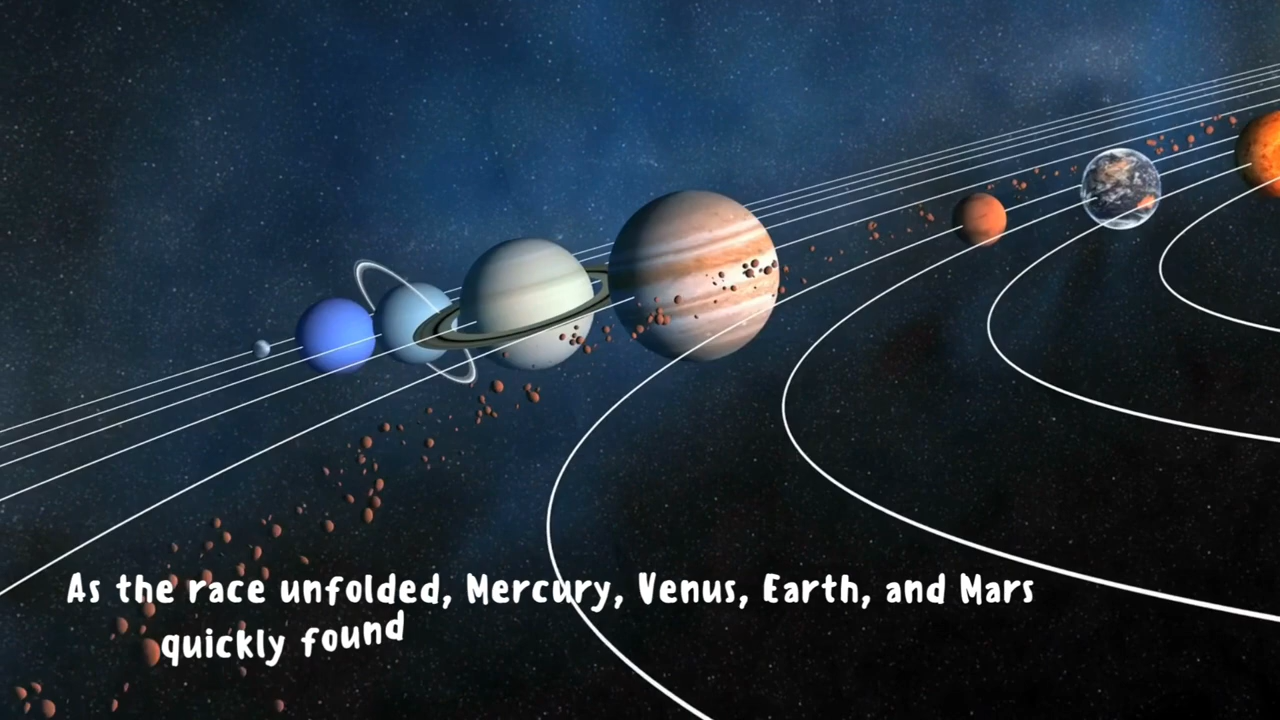 As the race unfolded, Mercury, Venus, Earth, and Mars
quickly found